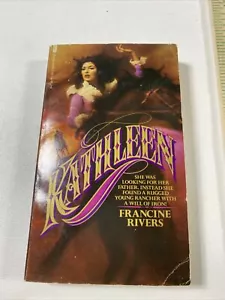 KATHLEEN
SHE WAS
LOOKING FOR HER
FATHER. INSTEAD SHE
FOUND A RUGGED
YOUNG RANCHER WITH
A WILL OF IRON!
FRANCINE
RIVERS